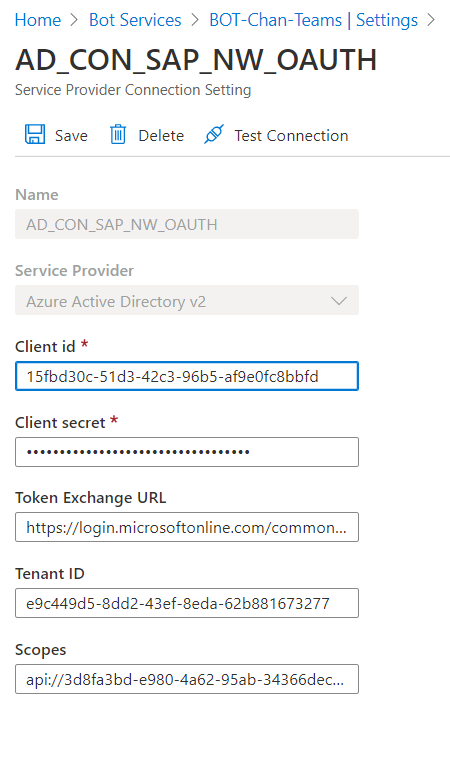 Home > Bot Services > BOT-Chan-Teams | Settings >
AD_CON_SAP_NW_OAUTH
Service Provider Connection Setting
Save Delete Test Connection
Name
AD_CON_SAP_NW_OAUTH
Service Provider
Azure Active Directory v2
Client id *
15fbd30c-51d3-42c3-96b5-af9e0fc8bbfd
Client secret *
••••••••••••••••••••••••••••••••••
Token Exchange URL
https://login.microsoftonline.com/common...
Tenant ID
e9c449d5-8dd2-43ef-8eda-62b881673277
Scopes
api://3d8fa3bd-e980-4a62-95ab-34366dec...